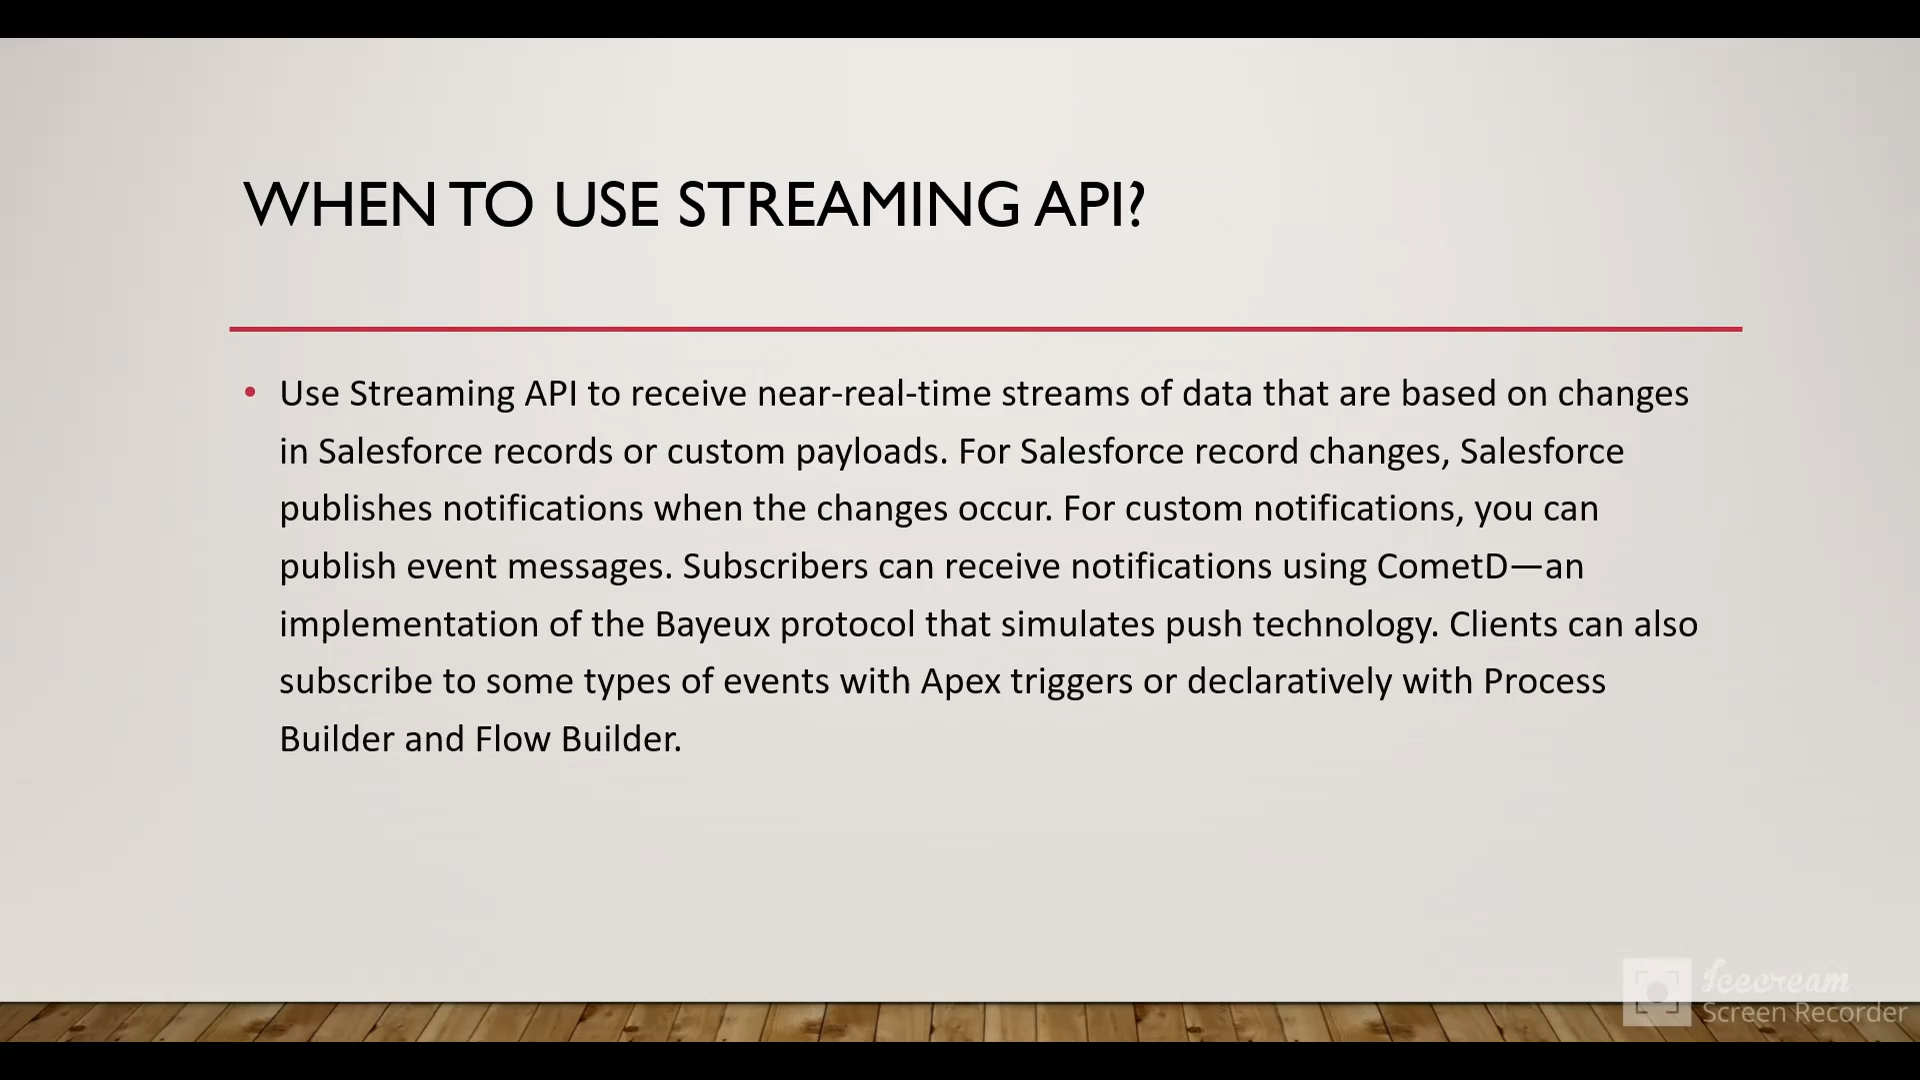 WHEN TO USE STREAMING API?
• Use Streaming API to receive near-real-time streams of data that are based on changes
in Salesforce records or custom payloads. For Salesforce record changes, Salesforce
publishes notifications when the changes occur. For custom notifications, you can
publish event messages. Subscribers can receive notifications using CometD—an
implementation of the Bayeux protocol that simulates push technology. Clients can also
subscribe to some types of events with Apex triggers or declaratively with Process
Builder and Flow Builder.
Icecream
Screen Recorder